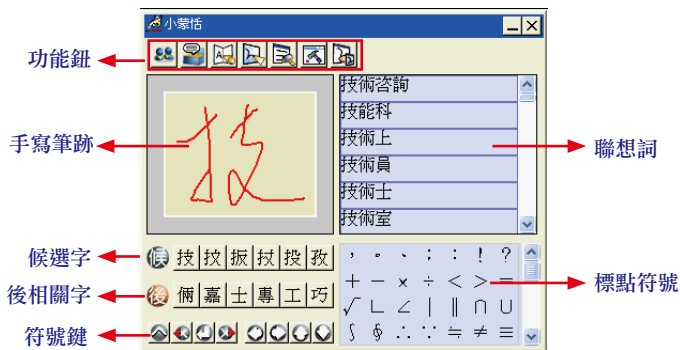 小蒙恬
功能鈕
手寫筆跡
技
技術咨詢
技能科
技術上
技術員
技術士
技術室
聯想詞
候選字
候 技 抆 扳 扙 投 孜
後相關字
後 倆 嘉 士 專 工 巧
符號鍵
， 。 、 ； ： ！ ？
＋ － × ÷ ＜ ＞ ＝
√ ∟ ∠ ∣ ∥ ∩ ∪
∫ ∮ ∴ ∵ ≒ ≠ ≡
標點符號